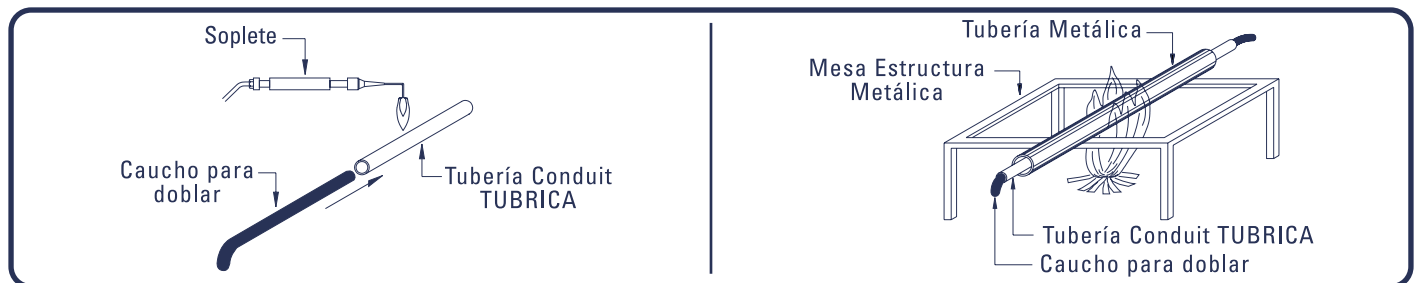 Soplete
Caucho para
doblar
Tubería Conduit
TUBRICA
Tubería Metálica
Mesa Estructura
Metálica
Tubería Conduit TUBRICA
Caucho para doblar